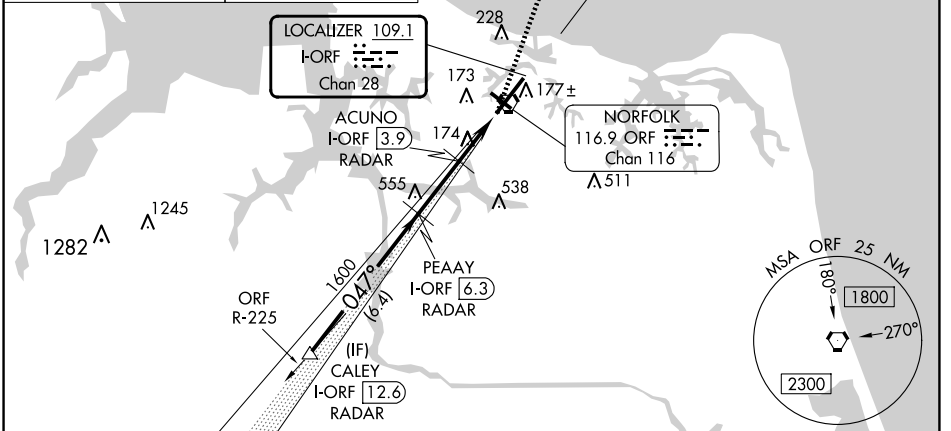 LOCALIZER 109.1
I-ORF
Chan 28
228
173
177±
NORFOLK
116.9 ORF
Chan 116
ACUNO
I-ORF 3.9
RADAR
174
555
538
511
1282
1245
PEAAY
I-ORF 6.3
RADAR
1600
047°
(6.4)
ORF
R-225
(IF)
CALEY
I-ORF 12.6
RADAR
MSA ORF 25 NM
180°
1800
270°
2300